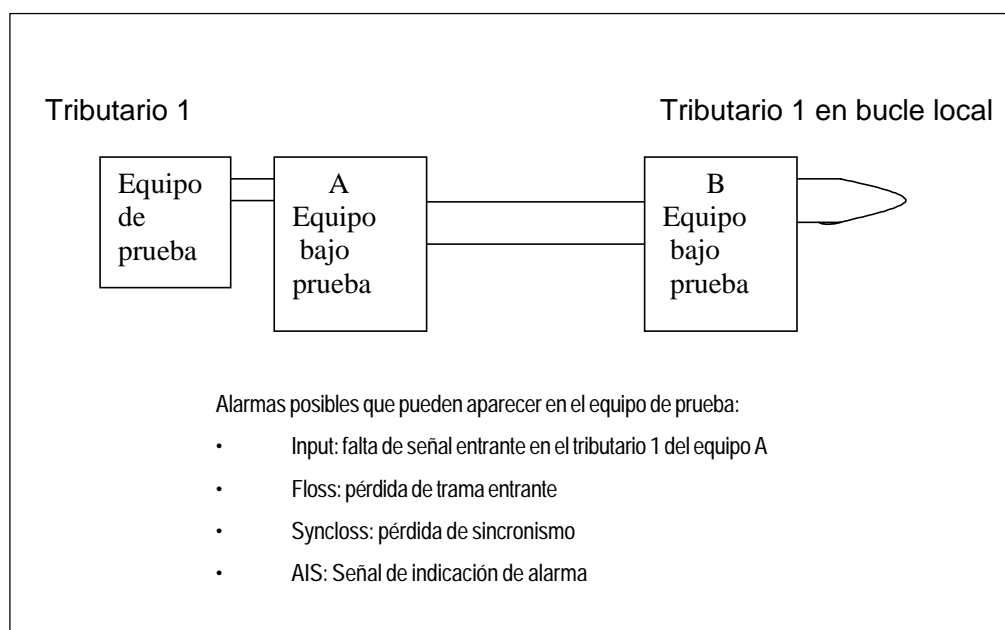 Tributario 1
Tributario 1 en bucle local
Equipo
de
prueba
A
Equipo
bajo
prueba
B
Equipo
bajo
prueba
Alarmas posibles que pueden aparecer en el equipo de prueba:
• Input: falta de señal entrante en el tributario 1 del equipo A
• Floss: pérdida de trama entrante
• Syncloss: pérdida de sincronismo
• AIS: Señal de indicación de alarma